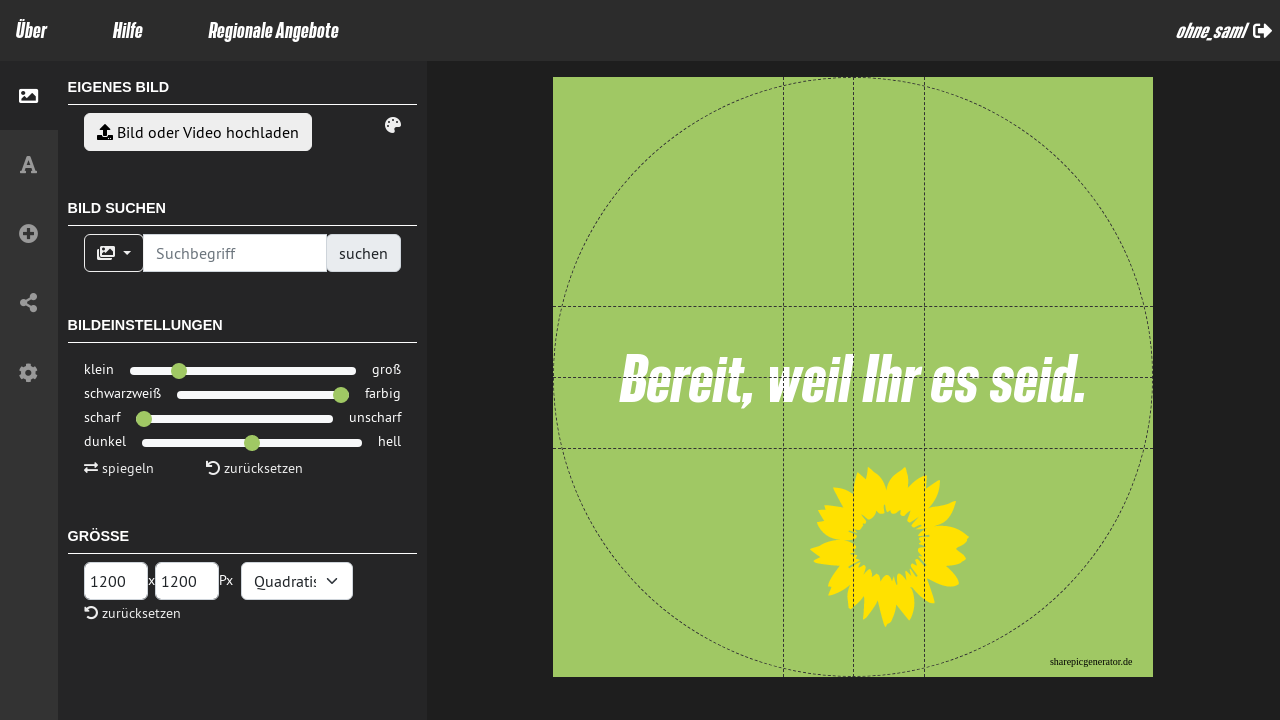 Über
Hilfe
Regionale Angebote
ohne_saml
EIGENES BILD
Bild oder Video hochladen
BILD SUCHEN
Suchbegriff
suchen
BILDEINSTELLUNGEN
klein
groß
schwarzweiß
farbig
scharf
unscharf
dunkel
hell
spiegeln
zurücksetzen
GRÖSSE
1200 x 1200 Px
Quadratis
zurücksetzen
Bereit, weil Ihr es seid.
sharepicgenerator.de